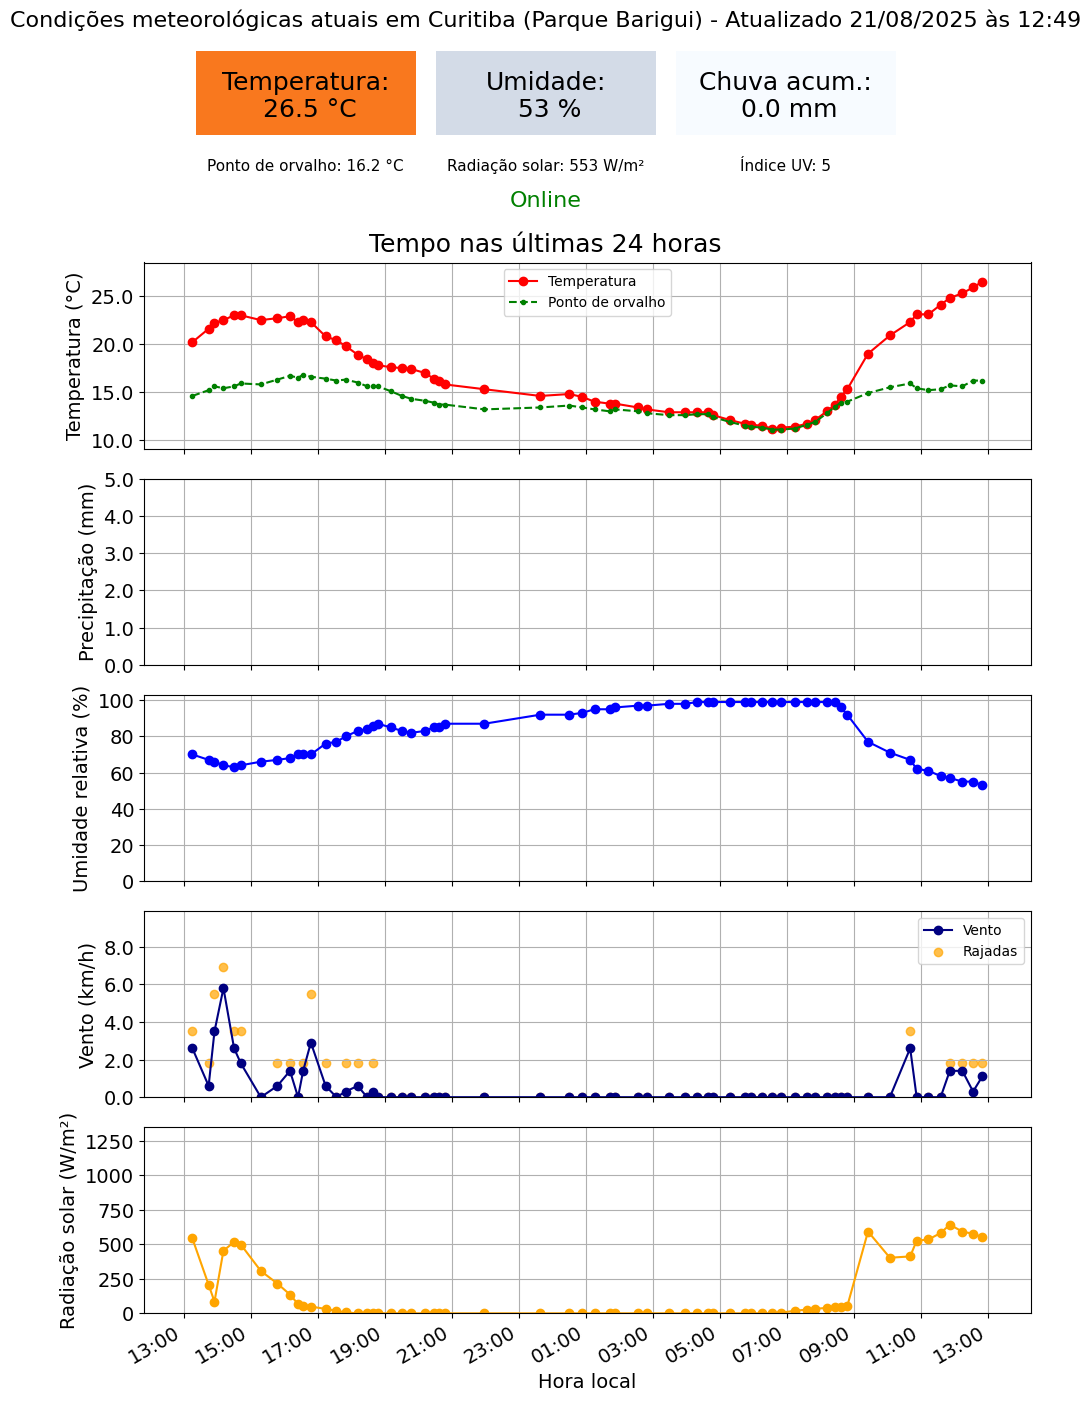 Condições meteorológicas atuais em Curitiba (Parque Barigui) - Atualizado 21/08/2025 às 12:49
Temperatura:
26.5 °C
Umidade:
53 %
Chuva acum.:
0.0 mm
Ponto de orvalho: 16.2 °C
Radiação solar: 553 W/m²
Índice UV: 5
Online
Tempo nas últimas 24 horas
Temperatura (°C)
25.0
20.0
15.0
10.0
Temperatura
Ponto de orvalho
Precipitação (mm)
5.0
4.0
3.0
2.0
1.0
0.0
Umidade relativa (%)
100
80
60
40
20
0
Vento (km/h)
8.0
6.0
4.0
2.0
0.0
Vento
Rajadas
Radiação solar (W/m²)
1250
1000
750
500
250
0
13:00
15:00
17:00
19:00
21:00
23:00
01:00
03:00
05:00
07:00
09:00
11:00
13:00
Hora local